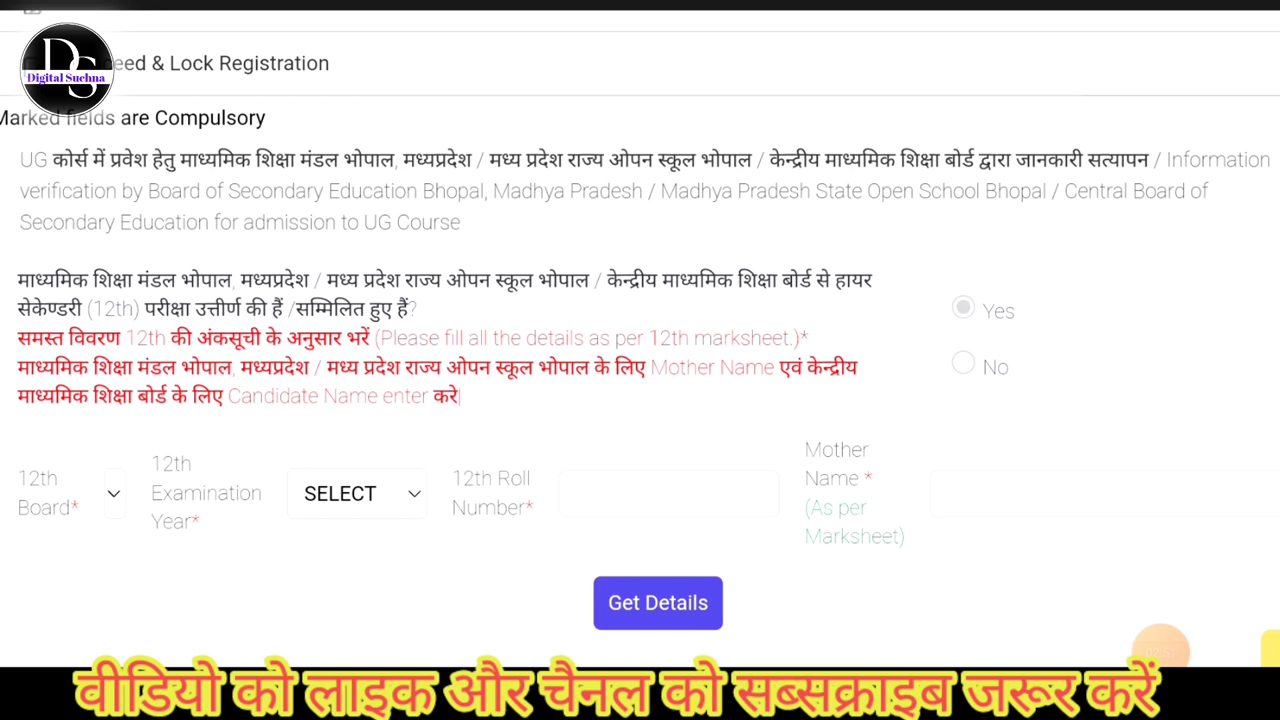 DS
Digital Suchna
eed & Lock Registration
Marked fields are Compulsory
UG कोर्स में प्रवेश हेतु माध्यमिक शिक्षा मंडल भोपाल, मध्यप्रदेश / मध्य प्रदेश राज्य ओपन स्कूल भोपाल / केन्द्रीय माध्यमिक शिक्षा बोर्ड द्वारा जानकारी सत्यापन / Information
verification by Board of Secondary Education Bhopal, Madhya Pradesh / Madhya Pradesh State Open School Bhopal / Central Board of
Secondary Education for admission to UG Course
माध्यमिक शिक्षा मंडल भोपाल, मध्यप्रदेश / मध्य प्रदेश राज्य ओपन स्कूल भोपाल / केन्द्रीय माध्यमिक शिक्षा बोर्ड से हायर
सेकेण्डरी (12th) परीक्षा उत्तीर्ण की हैं /सम्मिलित हुए हैं?
समस्त विवरण 12th की अंकसूची के अनुसार भरें (Please fill all the details as per 12th marksheet.)*
माध्यमिक शिक्षा मंडल भोपाल, मध्यप्रदेश / मध्य प्रदेश राज्य ओपन स्कूल भोपाल के लिए Mother Name एवं केन्द्रीय
माध्यमिक शिक्षा बोर्ड के लिए Candidate Name enter करे|
Yes
No
12th
Board*
12th
Examination
Year*
SELECT
12th Roll
Number*
Mother
Name *
(As per
Marksheet)
Get Details
02:51
वीडियो को लाइक और चैनल को सब्सक्राइब जरूर करें